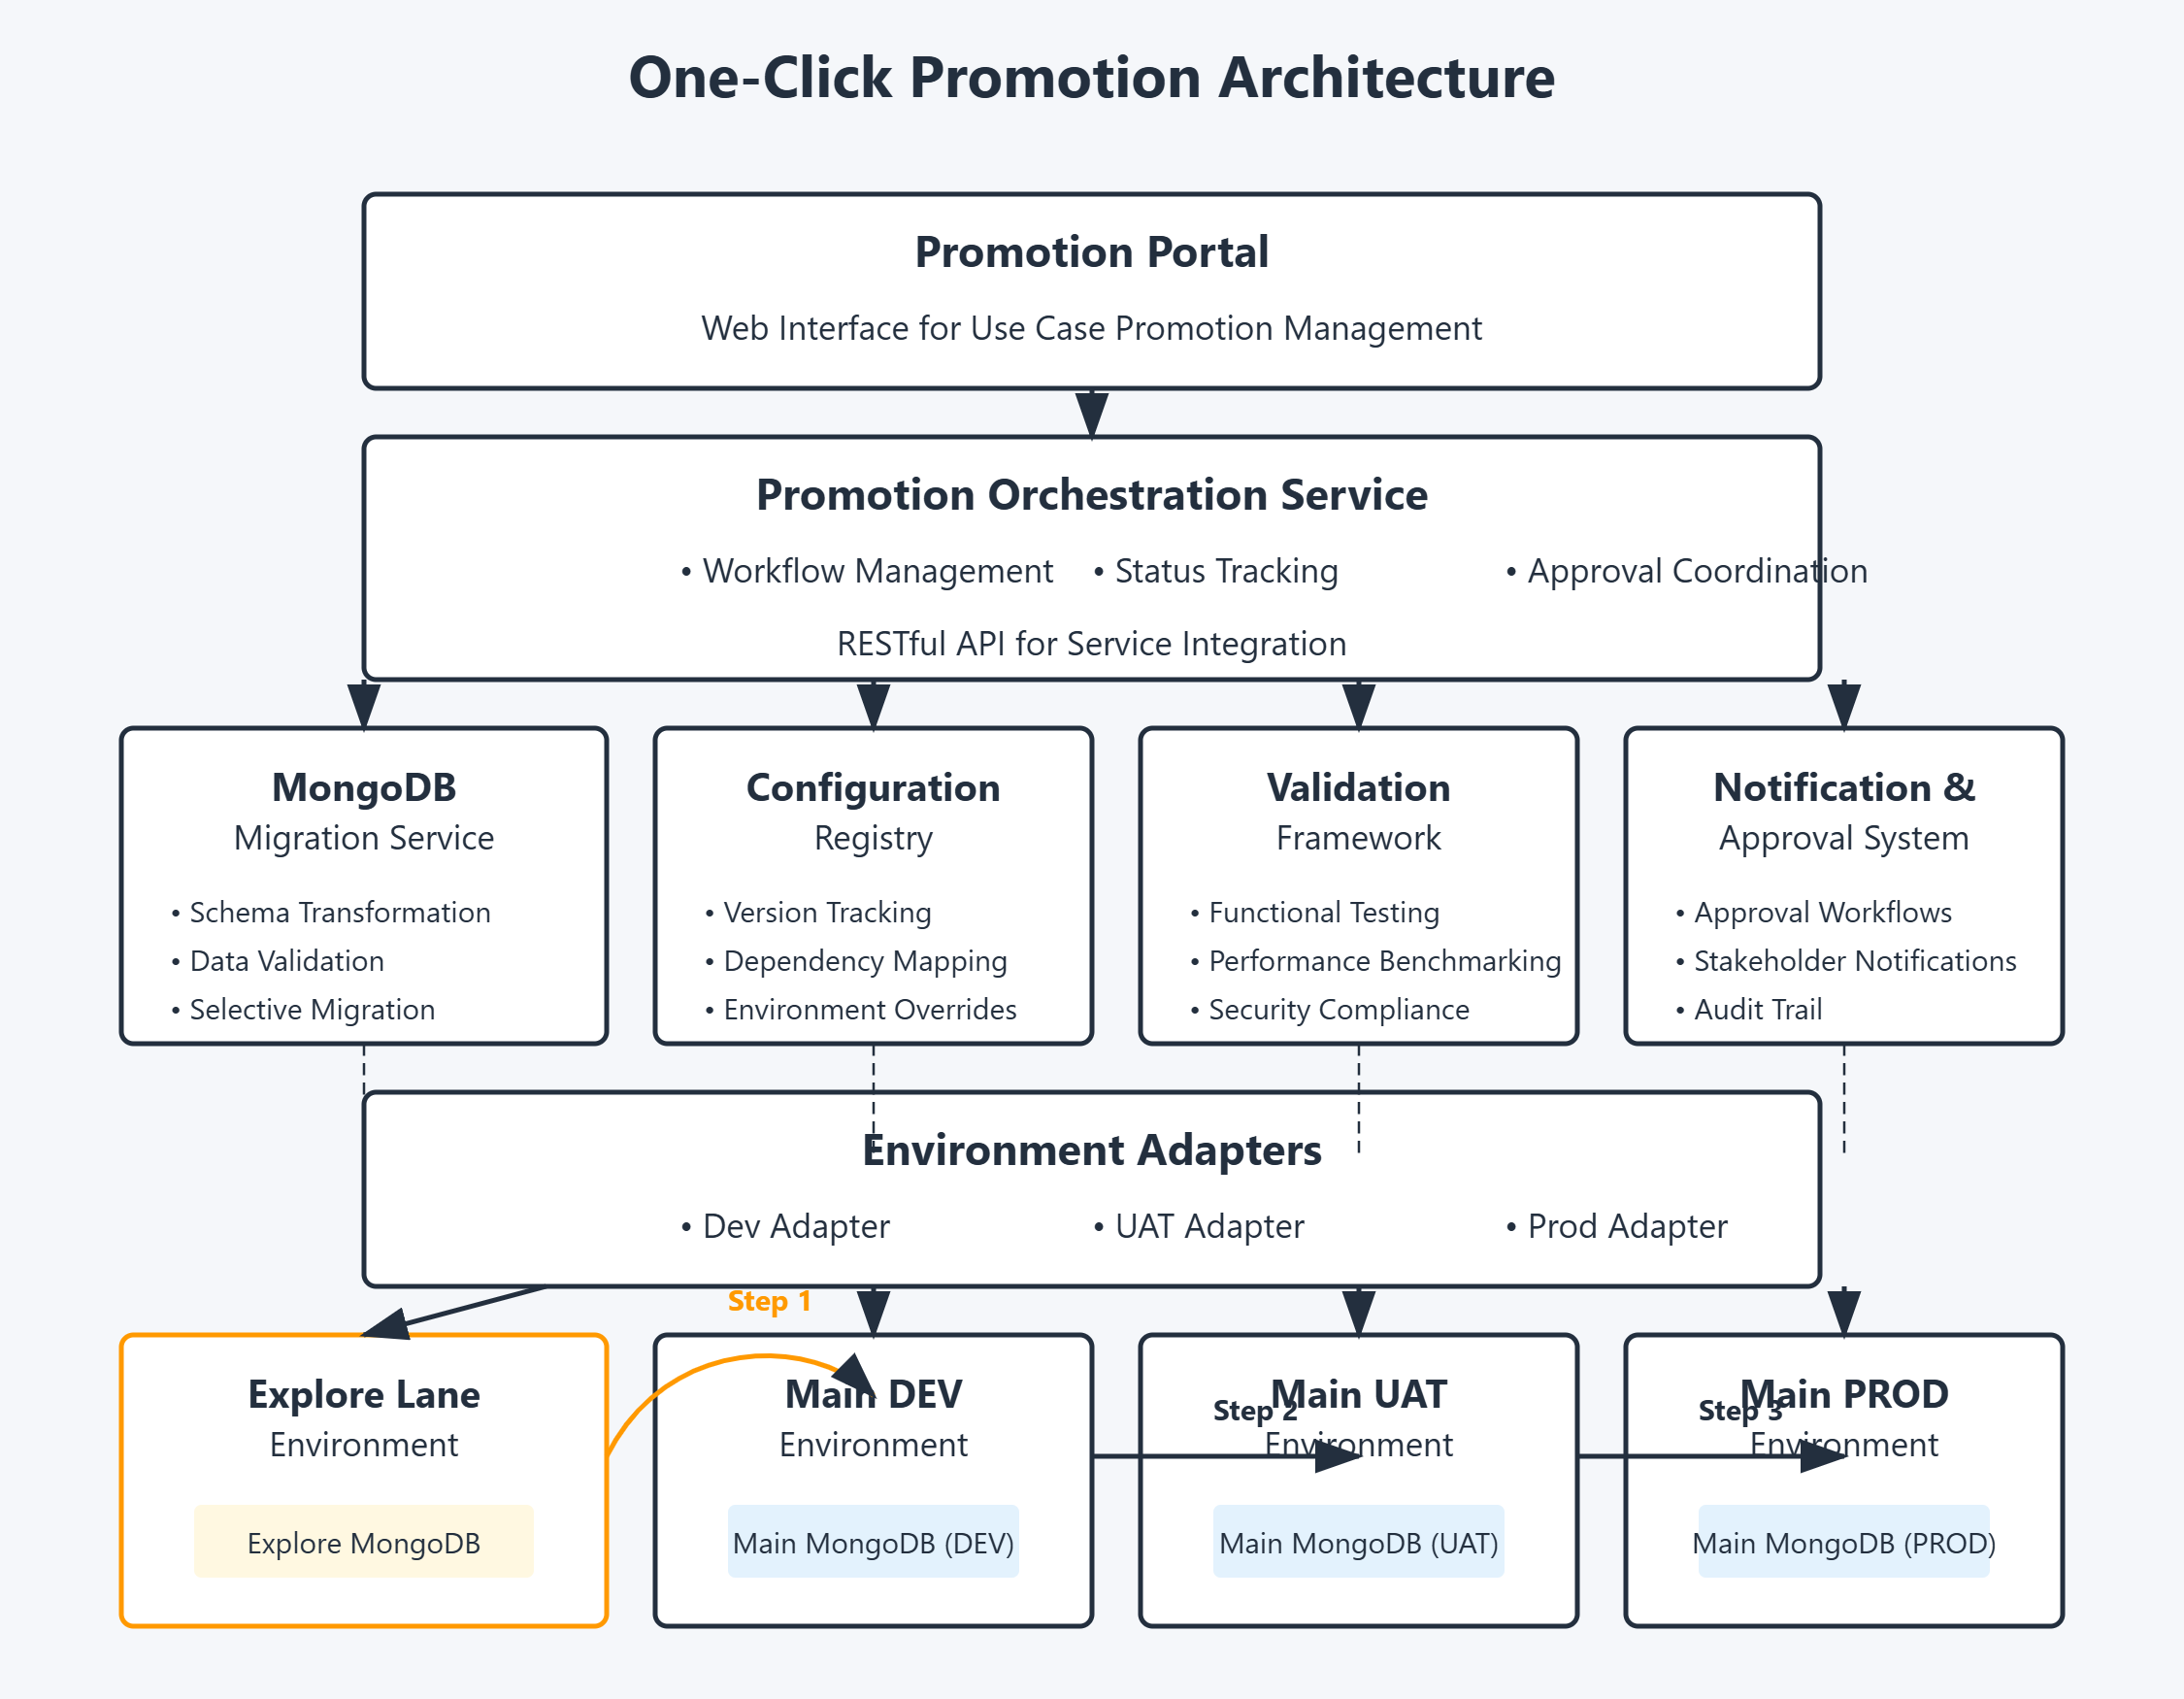 One-Click Promotion Architecture
Promotion Portal
Web Interface for Use Case Promotion Management
Promotion Orchestration Service
• Workflow Management • Status Tracking • Approval Coordination
RESTful API for Service Integration
MongoDB
Migration Service
• Schema Transformation
• Data Validation
• Selective Migration
Configuration
Registry
• Version Tracking
• Dependency Mapping
• Environment Overrides
Validation
Framework
• Functional Testing
• Performance Benchmarking
• Security Compliance
Notification &
Approval System
• Approval Workflows
• Stakeholder Notifications
• Audit Trail
Environment Adapters
• Dev Adapter • UAT Adapter • Prod Adapter
Step 1
Explore Lane
Environment
Explore MongoDB
Main DEV
Environment
Main MongoDB (DEV)
Main UAT
Step 2
Environment
Main MongoDB (UAT)
Main PROD
Step 3
Environment
Main MongoDB (PROD)